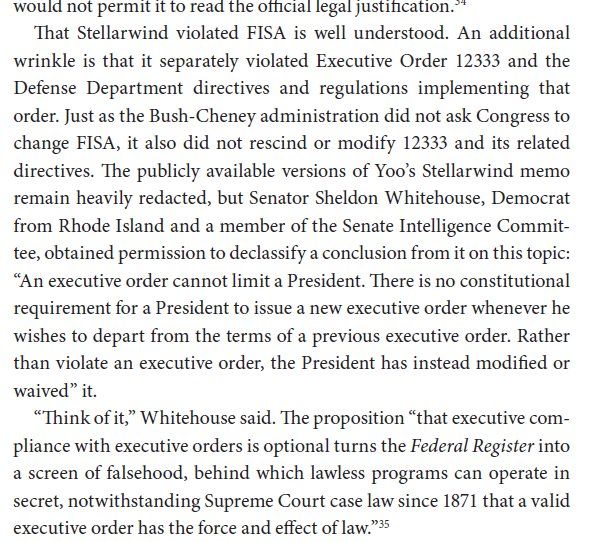 would not permit it to read the official legal justification.³⁴
That Stellarwind violated FISA is well understood. An additional
wrinkle is that it separately violated Executive Order 12333 and the
Defense Department directives and regulations implementing that
order. Just as the Bush-Cheney administration did not ask Congress to
change FISA, it also did not rescind or modify 12333 and its related
directives. The publicly available versions of Yoo’s Stellarwind memo
remain heavily redacted, but Senator Sheldon Whitehouse, Democrat
from Rhode Island and a member of the Senate Intelligence Commit-
tee, obtained permission to declassify a conclusion from it on this topic:
“An executive order cannot limit a President. There is no constitutional
requirement for a President to issue a new executive order whenever he
wishes to depart from the terms of a previous executive order. Rather
than violate an executive order, the President has instead modified or
waived” it.
“Think of it,” Whitehouse said. The proposition “that executive com-
pliance with executive orders is optional turns the Federal Register into
a screen of falsehood, behind which lawless programs can operate in
secret, notwithstanding Supreme Court case law since 1871 that a valid
executive order has the force and effect of law.”³⁵